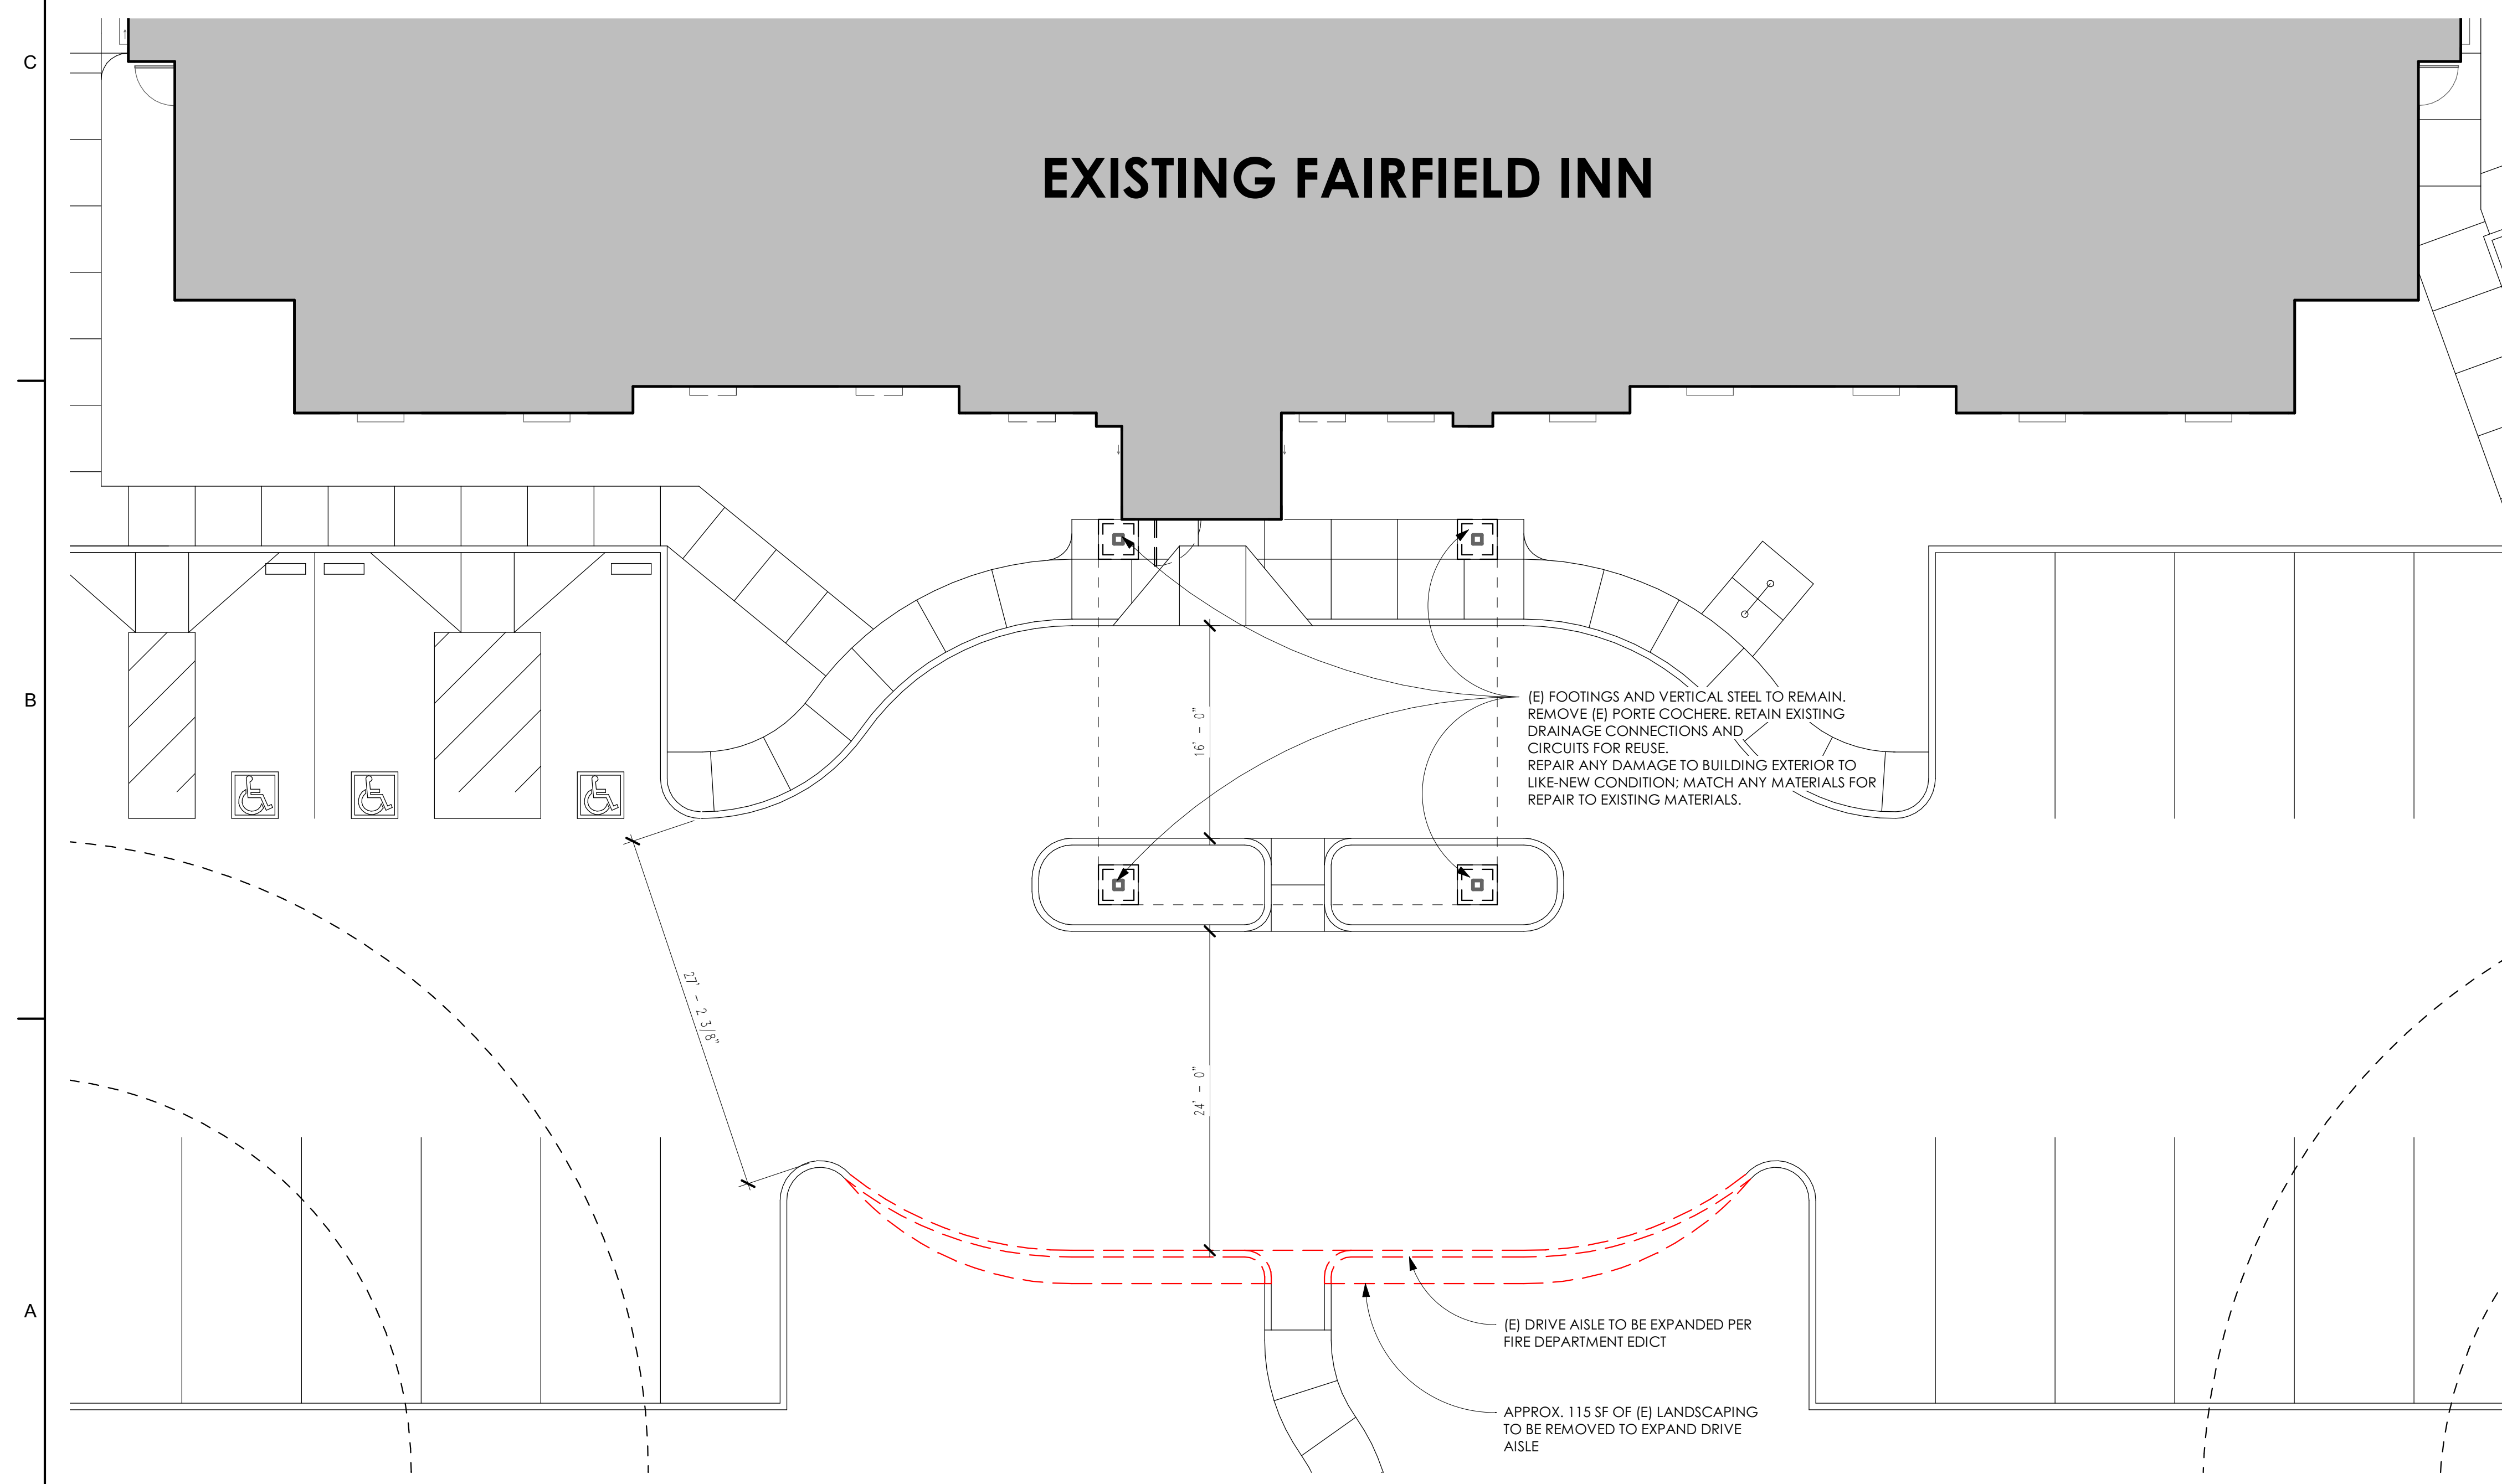 C
EXISTING FAIRFIELD INN
B
(E) FOOTINGS AND VERTICAL STEEL TO REMAIN.
REMOVE (E) PORTE COCHERE. RETAIN EXISTING
DRAINAGE CONNECTIONS AND
CIRCUITS FOR REUSE.
REPAIR ANY DAMAGE TO BUILDING EXTERIOR TO
LIKE-NEW CONDITION; MATCH ANY MATERIALS FOR
REPAIR TO EXISTING MATERIALS.
16' - 0"
27' - 2 3/8"
24' - 0"
A
(E) DRIVE AISLE TO BE EXPANDED PER
FIRE DEPARTMENT EDICT
APPROX. 115 SF OF (E) LANDSCAPING
TO BE REMOVED TO EXPAND DRIVE
AISLE